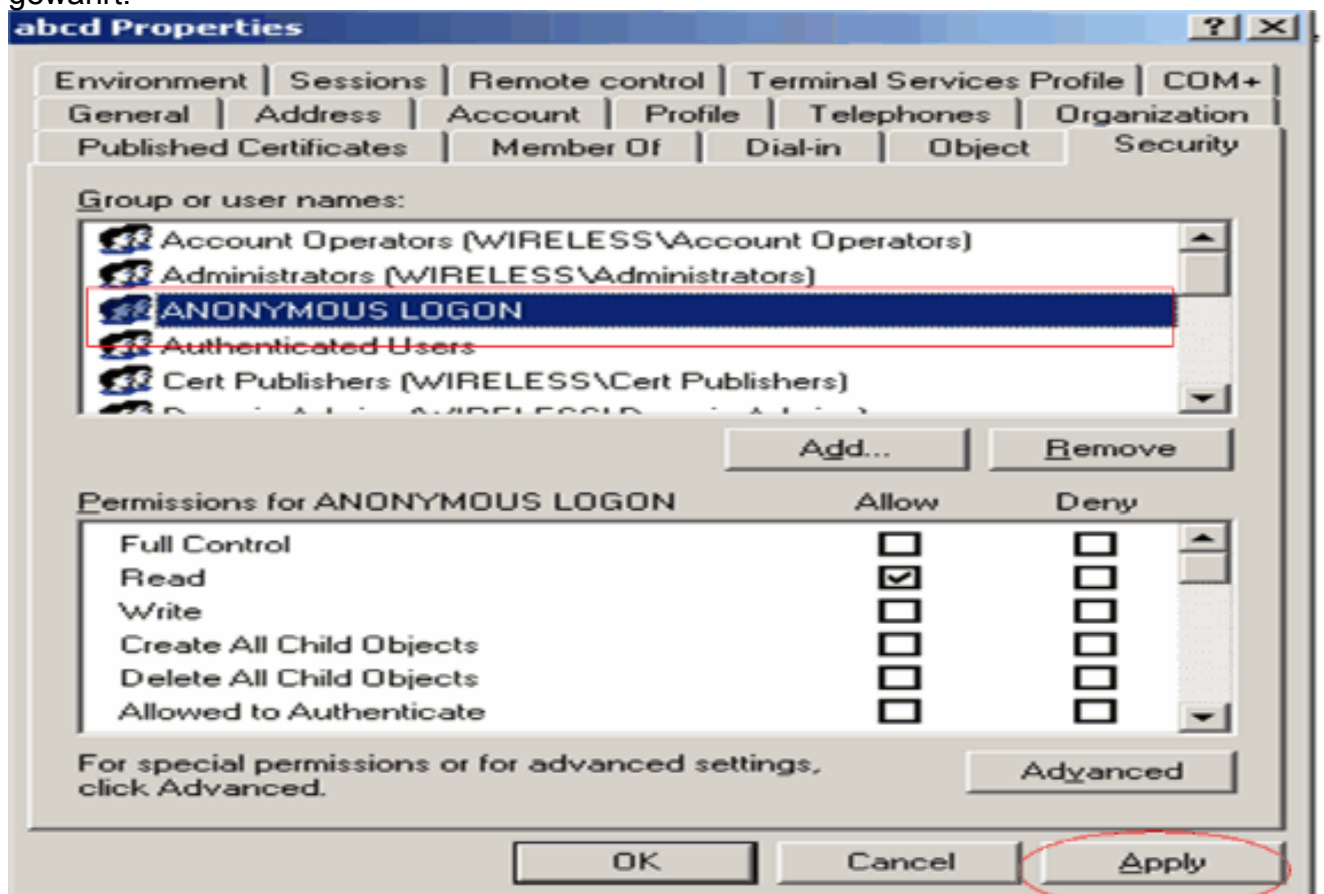 gewährt.
abcd Properties
Environment Sessions Remote control Terminal Services Profile COM+
General Address Account Profile Telephones Organization
Published Certificates Member Of Dial-in Object Security
Group or user names:
Account Operators (WIRELESS\Account Operators)
Administrators (WIRELESS\Administrators)
ANONYMOUS LOGON
Authenticated Users
Cert Publishers (WIRELESS\Cert Publishers)
Add... Remove
Permissions for ANONYMOUS LOGON Allow Deny
Full Control
Read
Write
Create All Child Objects
Delete All Child Objects
Allowed to Authenticate
For special permissions or for advanced settings,
click Advanced.
Advanced
OK Cancel Apply